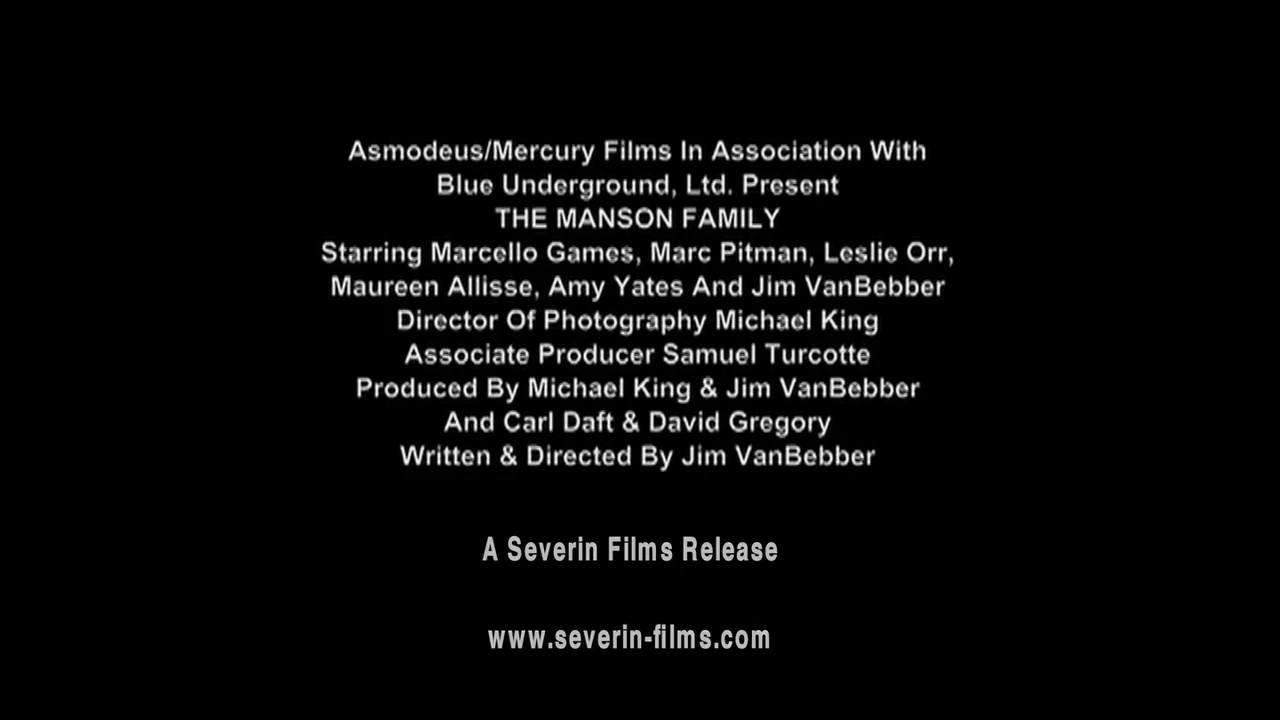 Asmodeus/Mercury Films In Association With
Blue Underground, Ltd. Present
THE MANSON FAMILY
Starring Marcello Games, Marc Pitman, Leslie Orr,
Maureen Allisse, Amy Yates And Jim VanBebber
Director Of Photography Michael King
Associate Producer Samuel Turcotte
Produced By Michael King & Jim VanBebber
And Carl Daft & David Gregory
Written & Directed By Jim VanBebber
A Severin Films Release
www.severin-films.com